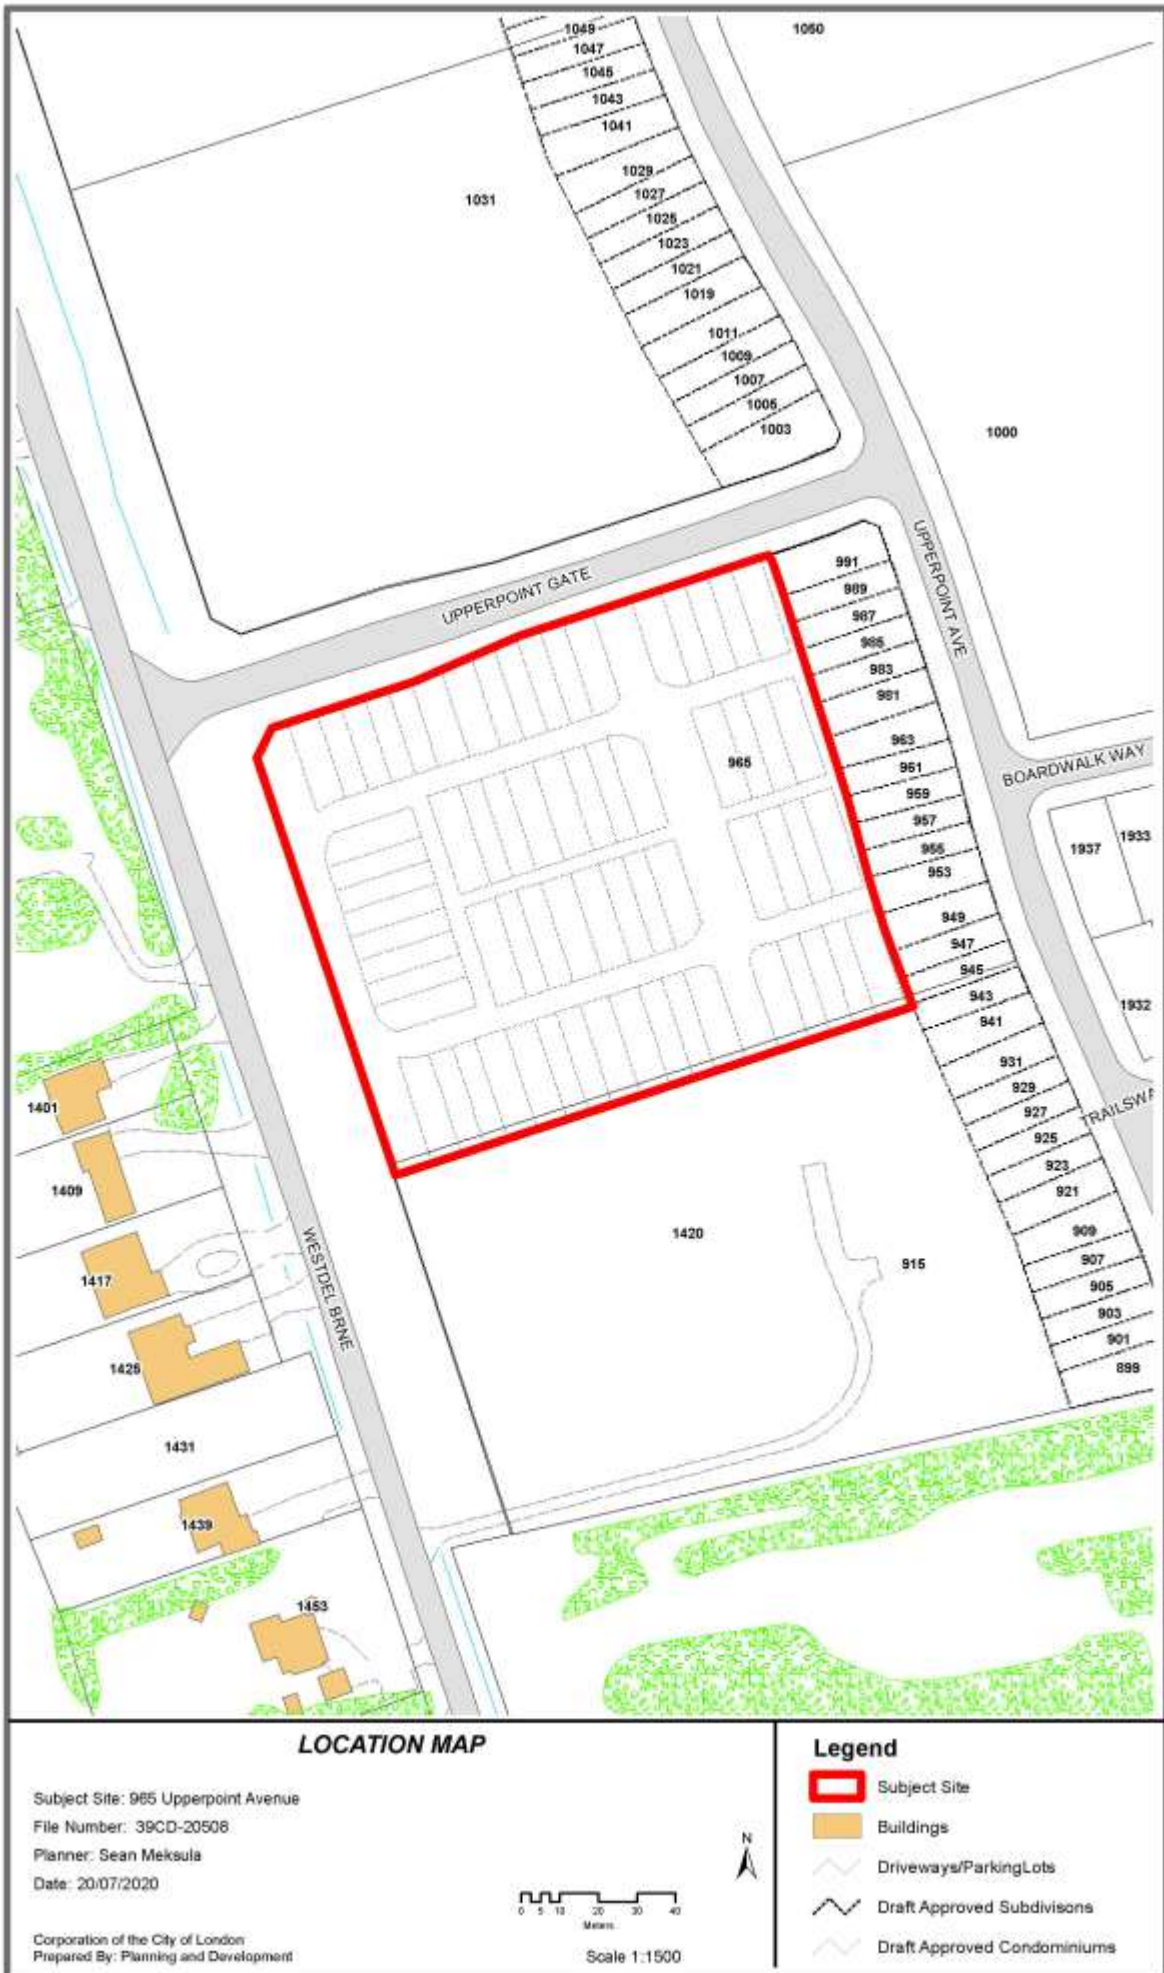 1049
1050
1047
1045
1043
1041
1029
1031
1027
1025
1023
1021
1019
1011
1009
1007
1005
1003
1000
UPPERPOINT GATE
UPPERPOINT AVE
991
989
987
985
983
981
963
965
961
BOARDWALK WAY
959
957
955
953
1937
1933
949
947
945
943
941
1932
931
929
927
925
923
921
TRAILSWA
909
907
905
903
901
899
1401
1409
1417
1425
1431
1439
1453
WESTDEL BRNE
1420
915
LOCATION MAP
Subject Site: 965 Upperpoint Avenue
File Number: 39CD-20508
Planner: Sean Meksula
Date: 20/07/2020
Corporation of the City of London
Prepared By: Planning and Development
N
0 5 10 20 30 40
Meters
Scale 1:1500
Legend
Subject Site
Buildings
Driveways/ParkingLots
Draft Approved Subdivisons
Draft Approved Condominiums